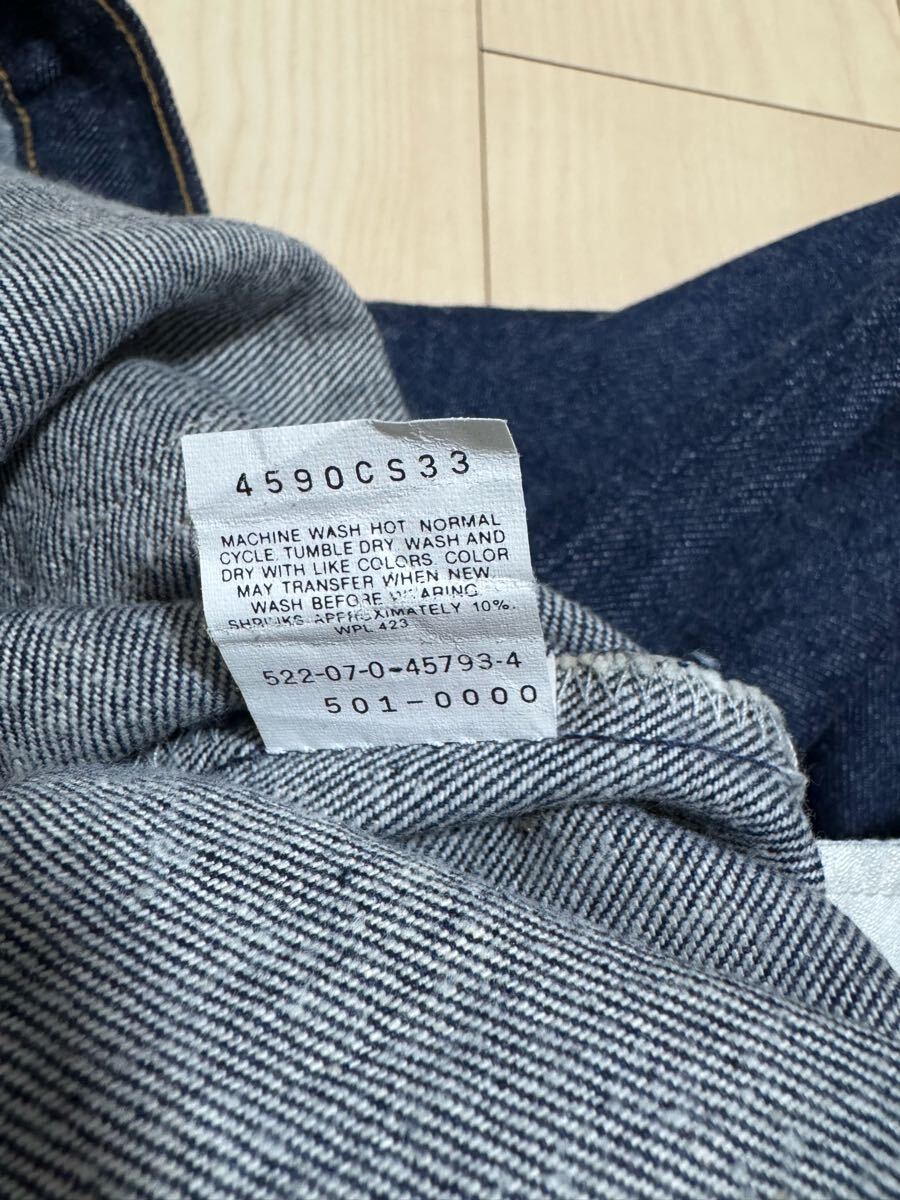 4590CS33
MACHINE WASH HOT NORMAL
CYCLE TUMBLE DRY WASH AND
DRY WITH LIKE COLORS COLOR
MAY TRANSFER WHEN NEW
WASH BEFORE WEARING
SHRINKS APPROXIMATELY 10%.
WPL 423
522-07-0-45793-4
501-0000